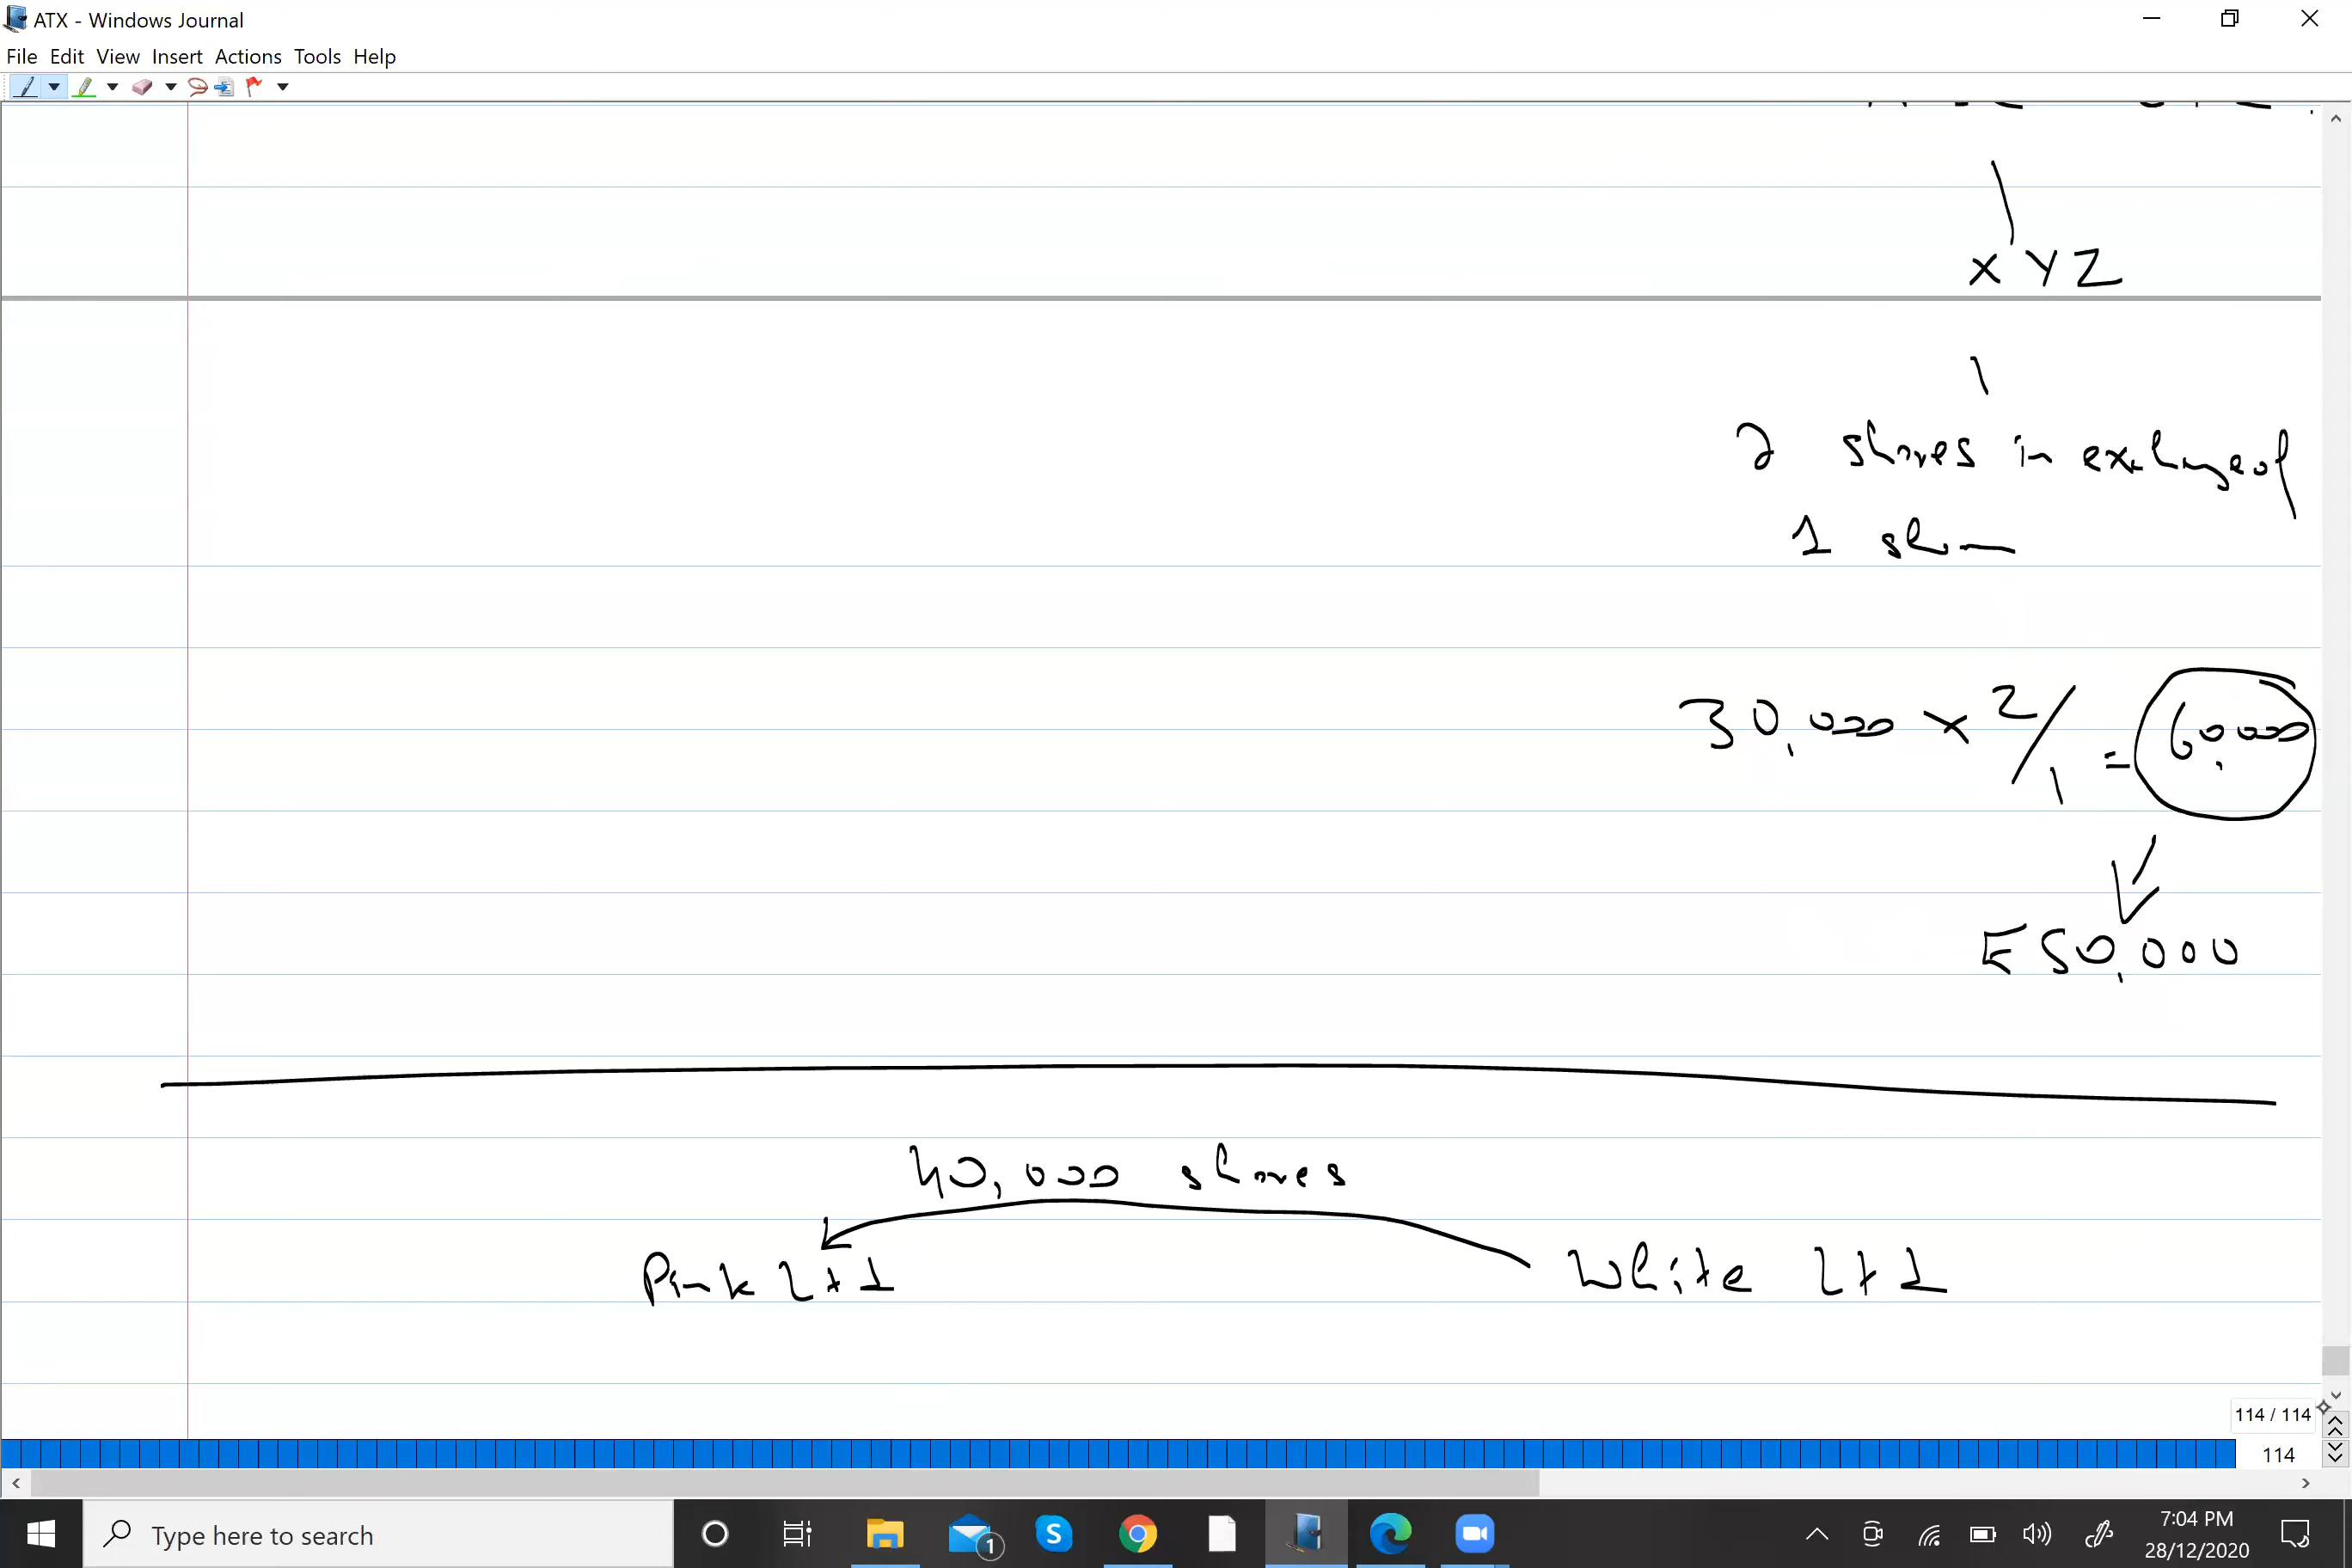 ATX - Windows Journal
File Edit View Insert Actions Tools Help
XYZ
2 shares in exchange of
1 share
30,000 x 2/1 = 60,000
£50,000
40,000 shares
Pink Ltd
White Ltd
114 / 114
114
Type here to search
1
7:04 PM
28/12/2020